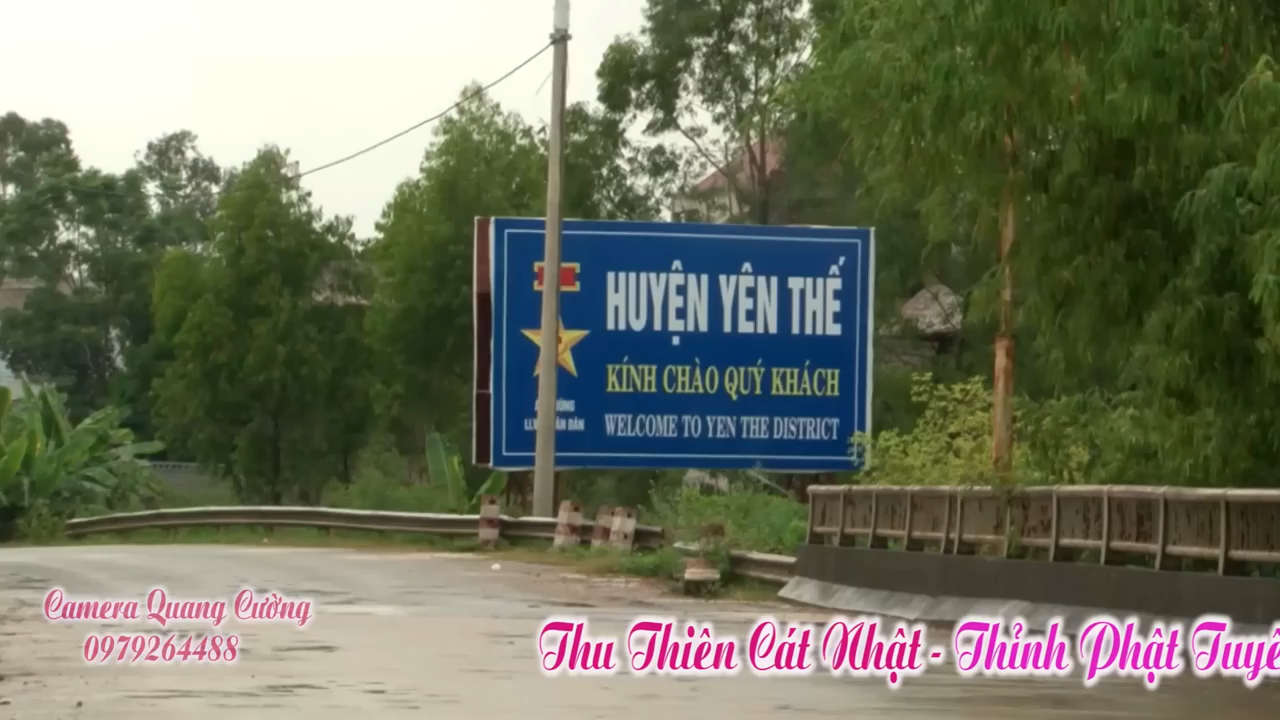 HUYỆN YÊN THẾ
KÍNH CHÀO QUÝ KHÁCH
WELCOME TO YEN THE DISTRICT
DÂN
Camera Quang Cường
0979264488
Thu Thiên Cát Nhật - Thỉnh Phật